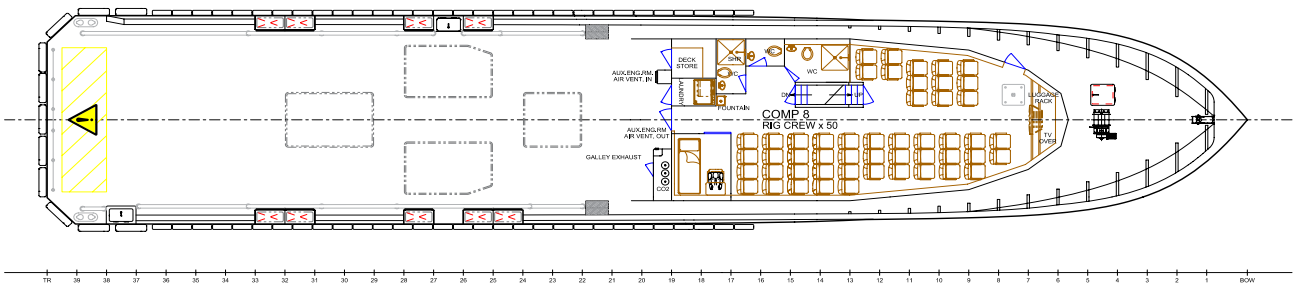 DECK
STORE
SHR
WC
WC
AUX.ENG.RM.
AIR VENT. IN
LAUNDRY
WC
DN
UP
FOUNTAIN
LUGGAGE
RACK
COMP 8
RIG CREW x 50
AUX.ENG.RM
AIR VENT, OUT
TV
OVER
GALLEY EXHAUST
CO2
TR 39 38 37 36 35 34 33 32 31 30 29 28 27 26 25 24 23 22 21 20 19 18 17 16 15 14 13 12 11 10 9 8 7 6 5 4 3 2 1 BOW